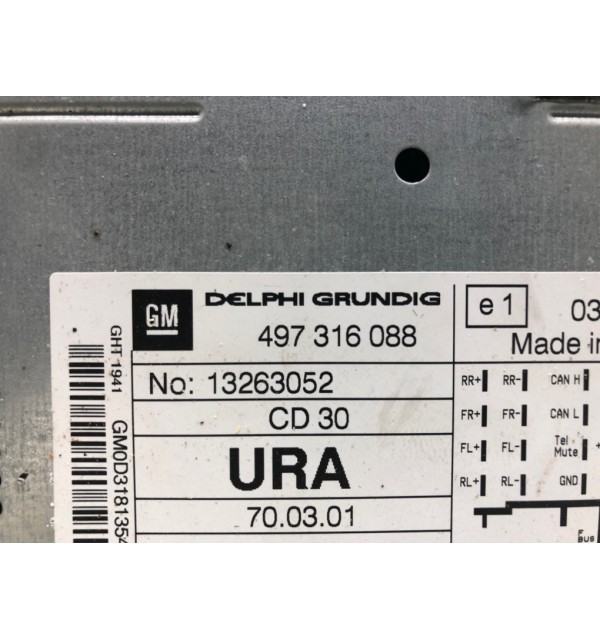 GM
DELPHI GRUNDIG
497 316 088
e1
03
Made in
No: 13263052
CD 30
URA
70.03.01
RR+ RR- CAN H
FR+ FR- CAN L
FL+ FL- Tel Mute +
RL+ RL- GND
F BUS
GHT 1941
GM0D3181354